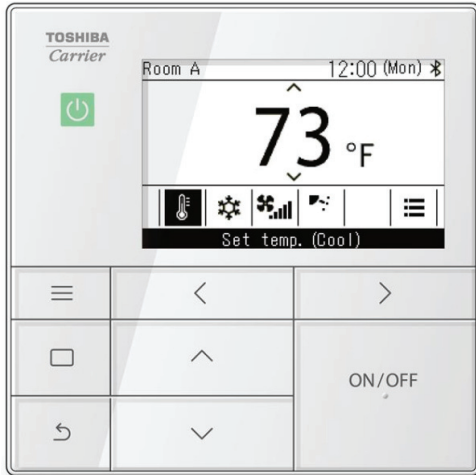 TOSHIBA
Carrier
Room A 12:00 (Mon)
73 °F
Set temp. (Cool)
ON/OFF